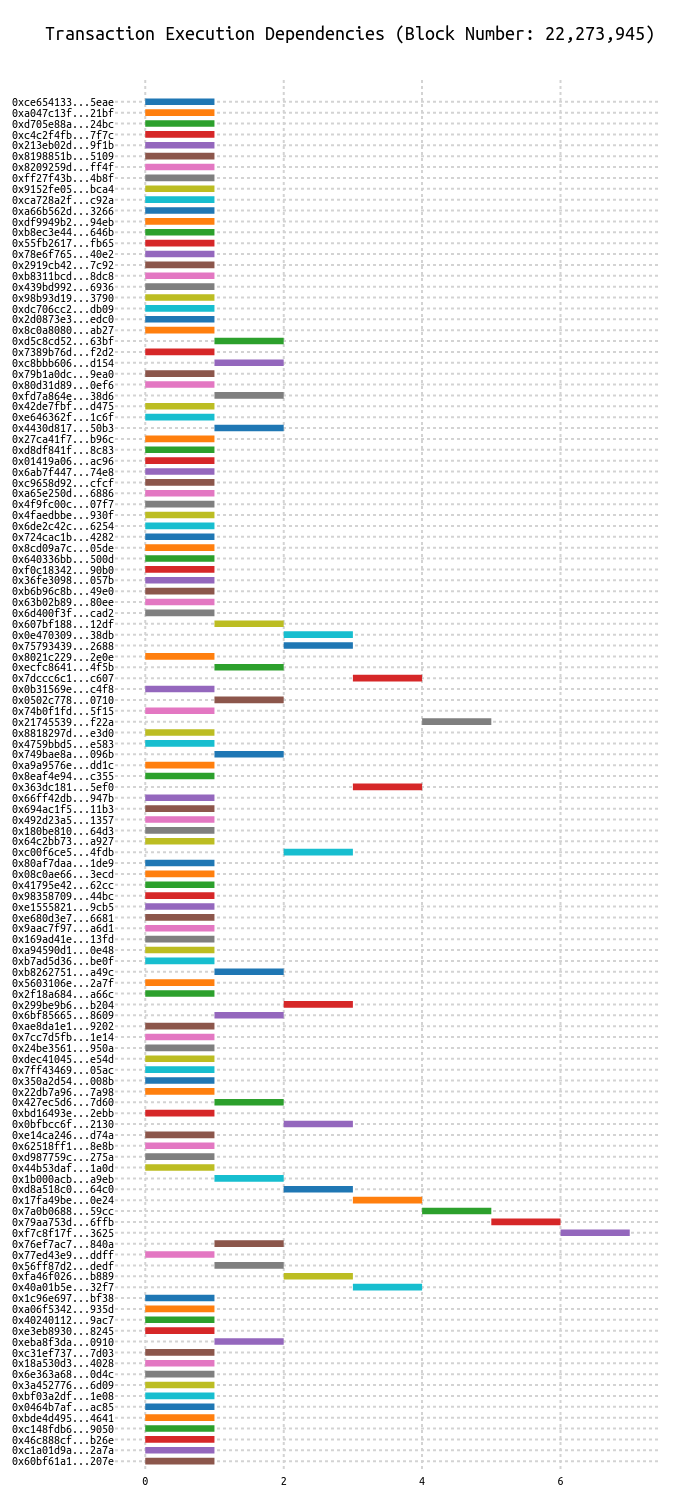 Transaction Execution Dependencies (Block Number: 22,273,945)
0xce654133...5eae
0xa047c13f...21bf
0xd705e88a...24bc
0xc4c2f4fb...7f7c
0x213eb02d...9f1b
0x8198851b...5109
0x8209259d...ff4f
0xff27f43b...4b8f
0x9152fe05...bca4
0xca728a2f...c92a
0xa66b562d...3266
0xdf9949b2...94eb
0xb8ec3e44...646b
0x55fb2617...fb65
0x78e6f765...40e2
0x2919cb42...7c92
0xb8311bcd...8dc8
0x439bd992...6936
0x98b93d19...3790
0xdc706cc2...db09
0x2d0873e3...edc0
0x8c0a8080...ab27
0xd5c8cd52...63bf
0x7389b76d...f2d2
0xc8bbb606...d154
0x79b1a0dc...9ea0
0x80d31d89...0ef6
0xfd7a864e...38d6
0x42de7fbf...d475
0xe646362f...1c6f
0x4430d817...50b3
0x27ca41f7...b96c
0xd8df841f...8c83
0x01419a06...ac96
0x6ab7f447...74e8
0xc9658d92...cfcf
0xa65e250d...6886
0x4f9fc00c...07f7
0x4faedbbe...930f
0x6de2c42c...6254
0x724cac1b...4282
0x8cd09a7c...05de
0x640336bb...500d
0xf0c18342...90b0
0x36fe3098...057b
0xb6b96c8b...49e0
0x63b02b89...80ee
0x6d400f3f...cad2
0x607bf188...12df
0x0e470309...38db
0x75793439...2688
0x8021c229...2e0e
0xecfc8641...4f5b
0x7dccc6c1...c607
0x0b31569e...c4f8
0x0502c778...0710
0x74b0f1fd...5f15
0x21745539...f22a
0x8818297d...e3d0
0x4759bbd5...e583
0x749bae8a...096b
0xa9a9576e...dd1c
0x8eaf4e94...c355
0x363dc181...5ef0
0x66ff42db...947b
0x694ac1f5...11b3
0x492d23a5...1357
0x180be810...64d3
0x64c2bb73...a927
0xc00f6ce5...4fdb
0x80af7daa...1de9
0x08c0ae66...3ecd
0x41795e42...62cc
0x98358709...44bc
0xe1555821...9cb5
0xe680d3e7...6681
0x9aac7f97...a6d1
0x169ad41e...13fd
0xa94590d1...0e48
0xb7ad5d36...be0f
0xb8262751...a49c
0x5603106e...2a7f
0x2f18a684...a66c
0x299be9b6...b204
0x6bf85665...8609
0xae8da1e1...9202
0x7cc7d5fb...1e14
0x24be3561...950a
0xdec41045...e54d
0x7ff43469...05ac
0x350a2d54...008b
0x22db7a96...7a98
0x427ec5d6...7d60
0xbd16493e...2ebb
0x0bfbcc6f...2130
0xe14ca246...d74a
0x62518ff1...8e8b
0xd987759c...275a
0x44b53daf...1a0d
0x1b000acb...a9eb
0xd8a518c0...64c0
0x17fa49be...0e24
0x7a0b0688...59cc
0x79aa753d...6ffb
0xf7c8f17f...3625
0x76ef7ac7...840a
0x77ed43e9...ddff
0x56ff87d2...dedf
0xfa46f026...b889
0x40a01b5e...32f7
0x1c96e697...bf38
0xa06f5342...935d
0x40240112...9ac7
0xe3eb8930...8245
0xeba8f3da...0910
0xc31ef737...7d03
0x18a530d3...4028
0x6e363a68...0d4c
0x3a452776...6d09
0xbf03a2df...1e08
0x0464b7af...ac85
0xbde4d495...4641
0xc148fdb6...9050
0x46c888cf...b26e
0xc1a01d9a...2a7a
0x60bf61a1...207e
0 2 4 6